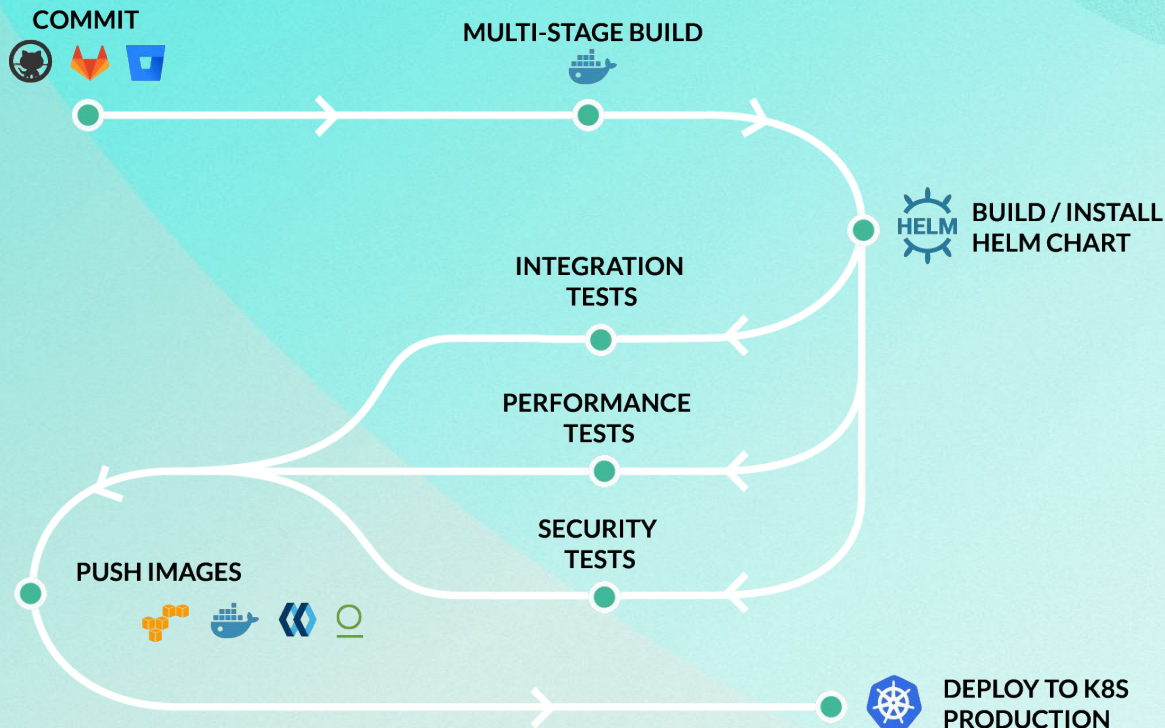 COMMIT
MULTI-STAGE BUILD
HELM
BUILD / INSTALL
HELM CHART
INTEGRATION
TESTS
PERFORMANCE
TESTS
SECURITY
TESTS
PUSH IMAGES
DEPLOY TO K8S
PRODUCTION